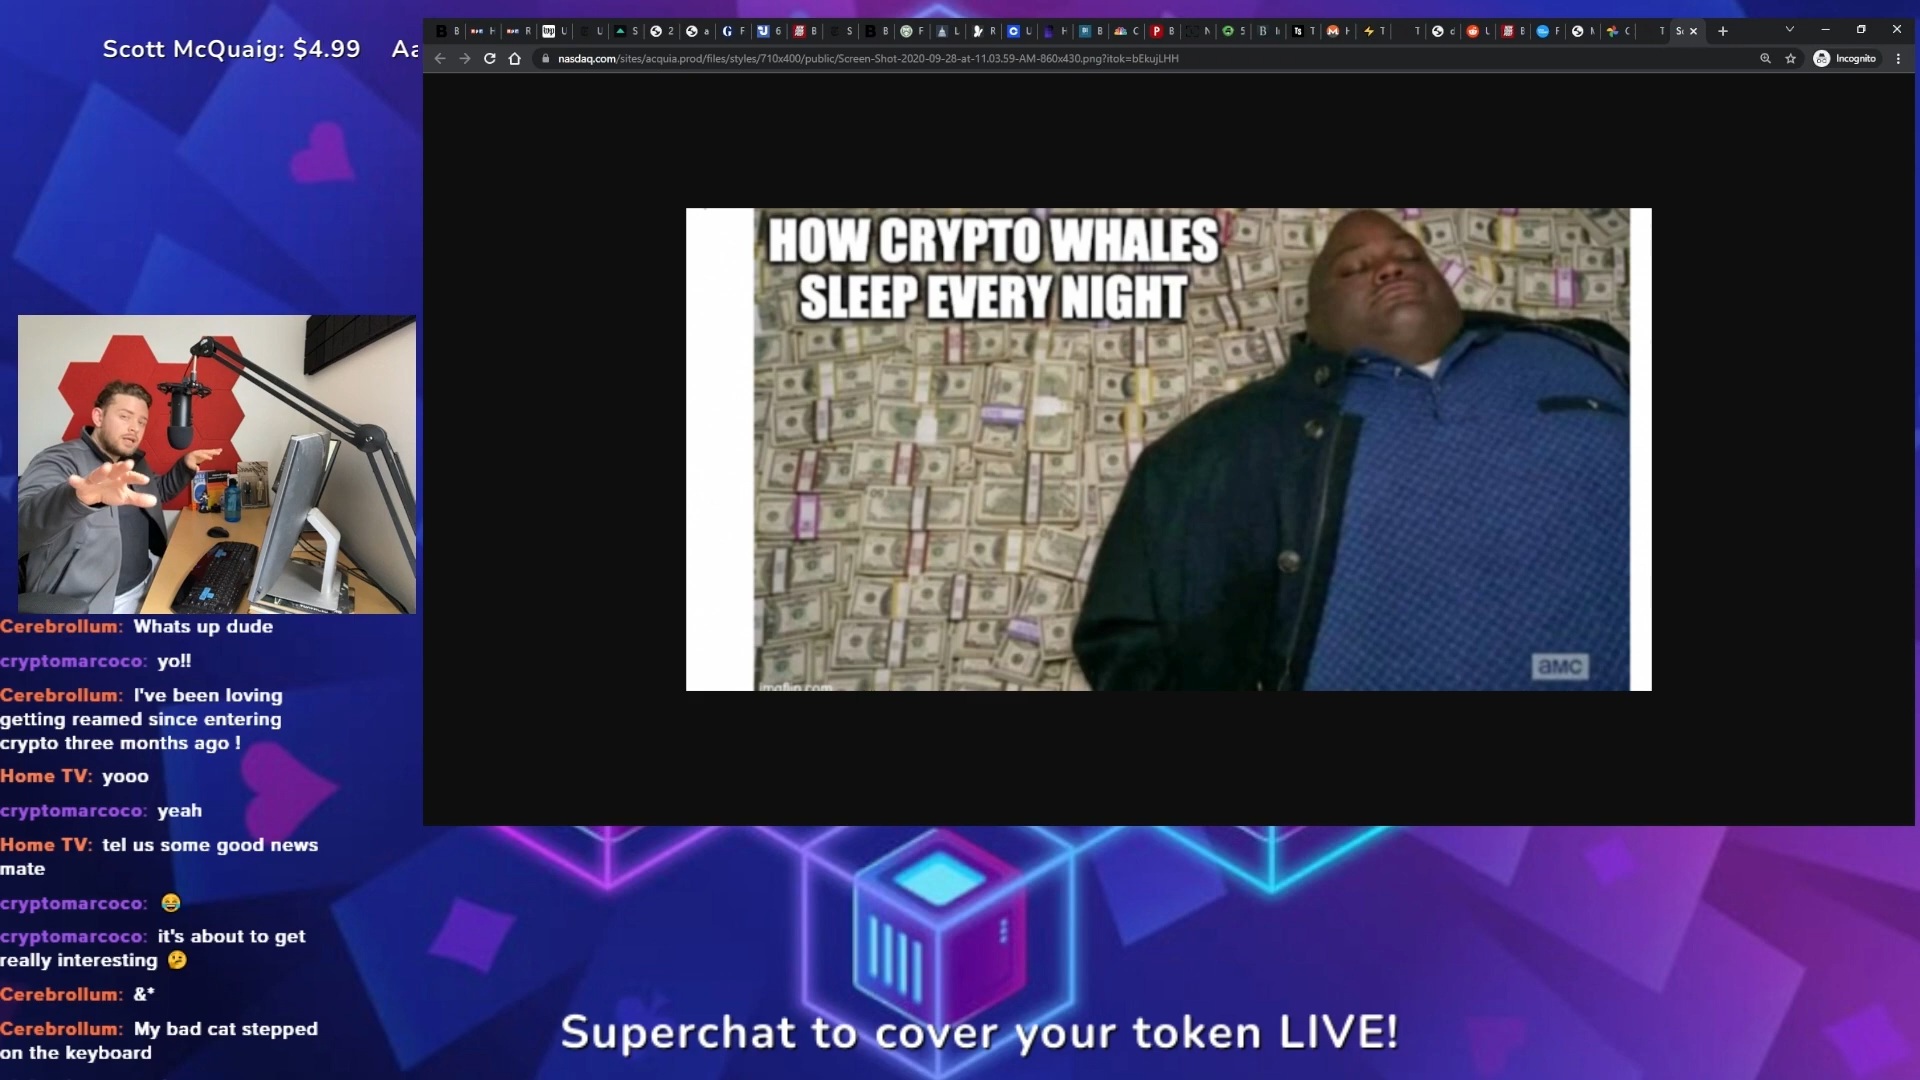 Scott McQuaig: $4.99 Aa
nasdaq.com/sites/acquia.prod/files/styles/710x400/public/Screen-Shot-2020-09-28-at-11.03.59-AM-860x430.png?itok=bEkujLHH
Incognito
HOW CRYPTO WHALES
SLEEP EVERY NIGHT
aMC
imgflip.com
Cerebrollum: Whats up dude
cryptomarcoco: yo!!
Cerebrollum: I've been loving
getting reamed since entering
crypto three months ago !
Home TV: yooo
cryptomarcoco: yeah
Home TV: tell us some good news
mate
cryptomarcoco: 😂
cryptomarcoco: it's about to get
really interesting 🤔
Cerebrollum: &*
Cerebrollum: My bad cat stepped
on the keyboard
Superchat to cover your token LIVE!